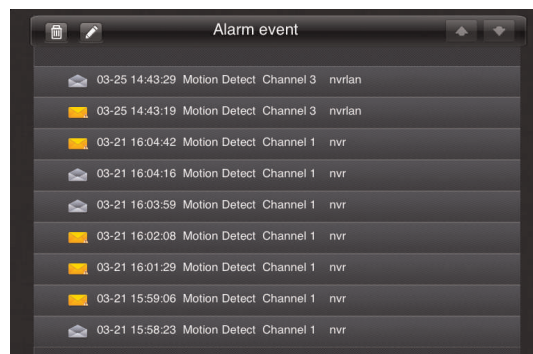 Alarm event
03-25 14:43:29 Motion Detect Channel 3 nvrlan
03-25 14:43:19 Motion Detect Channel 3 nvrlan
03-21 16:04:42 Motion Detect Channel 1 nvr
03-21 16:04:16 Motion Detect Channel 1 nvr
03-21 16:03:59 Motion Detect Channel 1 nvr
03-21 16:02:08 Motion Detect Channel 1 nvr
03-21 16:01:29 Motion Detect Channel 1 nvr
03-21 15:59:06 Motion Detect Channel 1 nvr
03-21 15:58:23 Motion Detect Channel 1 nvr